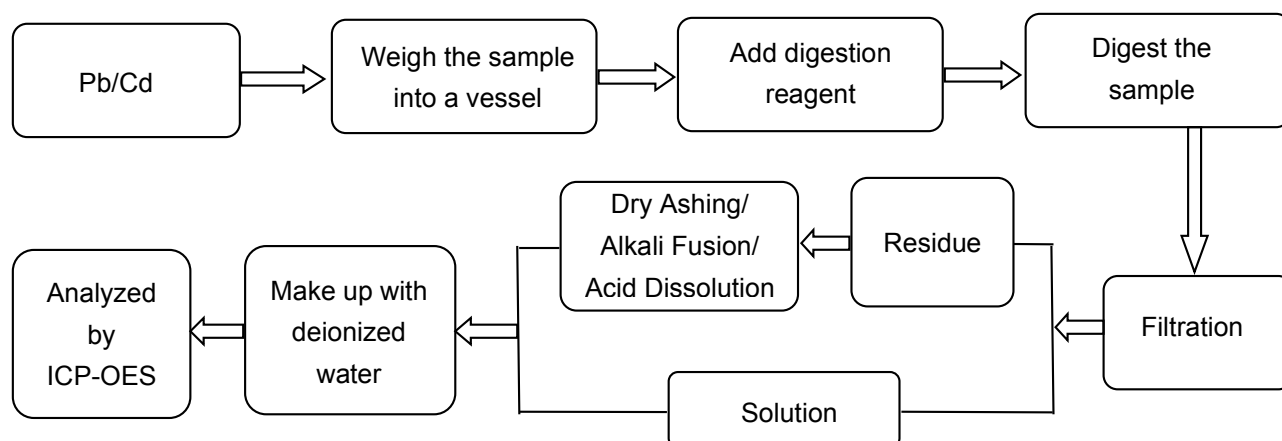 Pb/Cd
Weigh the sample
into a vessel
Add digestion
reagent
Digest the
sample
Filtration
Residue
Dry Ashing/
Alkali Fusion/
Acid Dissolution
Solution
Make up with
deionized
water
Analyzed
by
ICP-OES